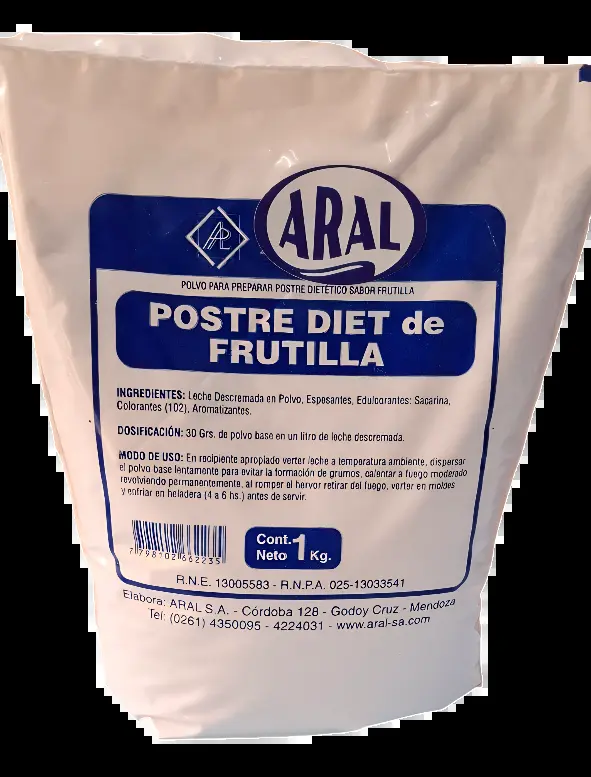 ARAL
POLVO PARA PREPARAR POSTRE DIETÉTICO SABOR FRUTILLA
POSTRE DIET de
FRUTILLA
INGREDIENTES: Leche Descremada en Polvo, Espesantes, Edulcorantes: Sacarina,
Colorantes (102), Aromatizantes.
DOSIFICACIÓN: 30 Grs. de polvo base en un litro de leche descremada.
MODO DE USO: En recipiente apropiado verter leche a temperatura ambiente, dispersar
el polvo base lentamente para evitar la formación de grumos, calentar a fuego moderado
revolviendo permanentemente, al romper el hervor retirar del fuego, verter en moldes
y enfriar en heladera (4 a 6 hs.) antes de servir.
7 798102 662235
Cont.
Neto 1 Kg.
R.N.E. 13005583 - R.N.P.A. 025-13033541
Elabora: ARAL S.A. - Córdoba 128 - Godoy Cruz - Mendoza
Tel: (0261) 4350095 - 4224031 - www.aral-sa.com